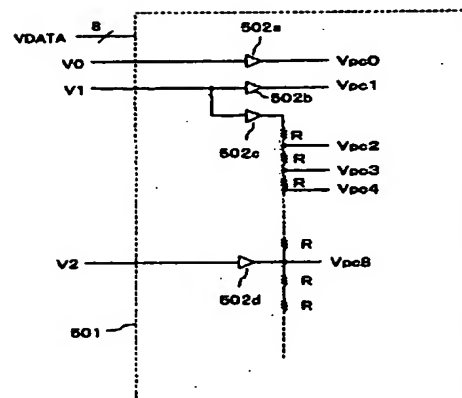 8
502a
VDATA
V0
Vpc0
V1
Vpc1
502b
R
502c
Vpc2
R
Vpc3
R
Vpc4
R
V2
Vpc8
R
502d
R
501